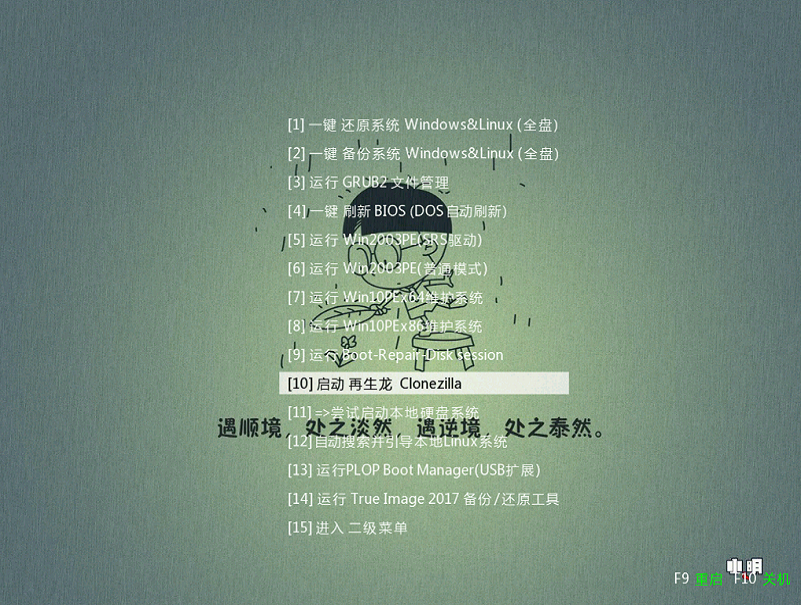 [1] 一键 还原系统 Windows&Linux (全盘)
[2] 一键 备份系统 Windows&Linux (全盘)
[3] 运行 GRUB2 文件管理
[4] 一键 刷新 BIOS (DOS自动刷新)
[5] 运行 Win2003PE(SRS驱动)
[6] 运行 Win2003PE(普通模式)
[7] 运行 Win10PEx64维护系统
[8] 运行 Win10PEx86维护系统
[9] 运行 Boot-Repair-Disk session
[10] 启动 再生龙 Clonezilla
[11] =>尝试启动本地硬盘系统
遇顺境，处之淡然，遇逆境，处之泰然。
[12]自动搜索并引导本地Linux系统
[13] 运行PLOP Boot Manager(USB扩展)
[14] 运行 True Image 2017 备份/还原工具
[15] 进入 二级菜单
小明
F9 重启 F10 关机